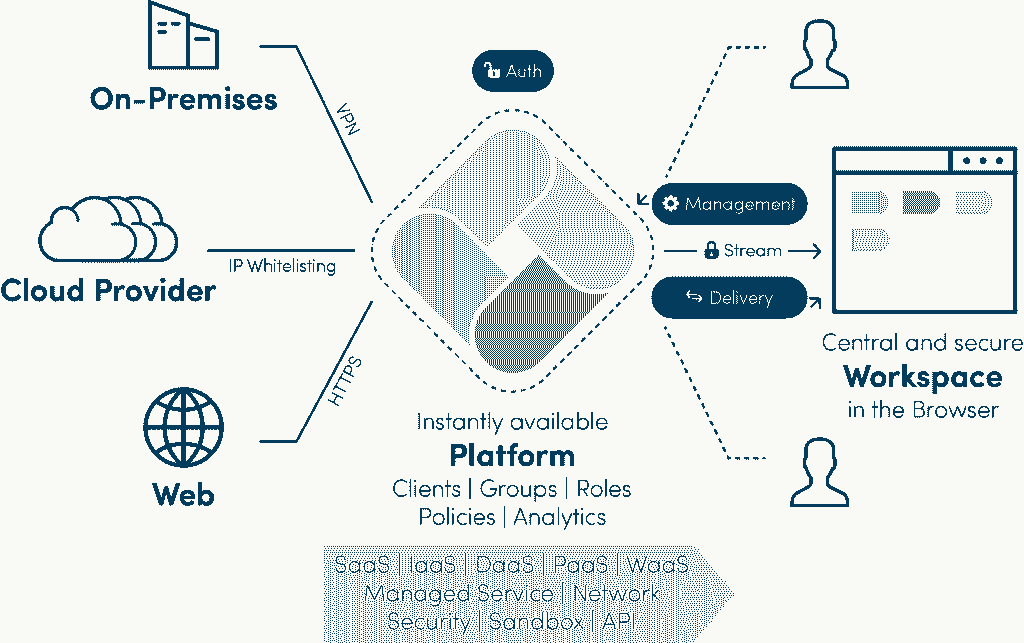 On-Premises
VPN
Auth
Cloud Provider
IP Whitelisting
Web
HTTPS
Management
Stream
Delivery
Central and secure
Workspace
in the Browser
Instantly available
Platform
Clients | Groups | Roles
Policies | Analytics
SaaS | IaaS | DaaS | PaaS | WaaS
Managed Service | Network
Security | Sandbox | API